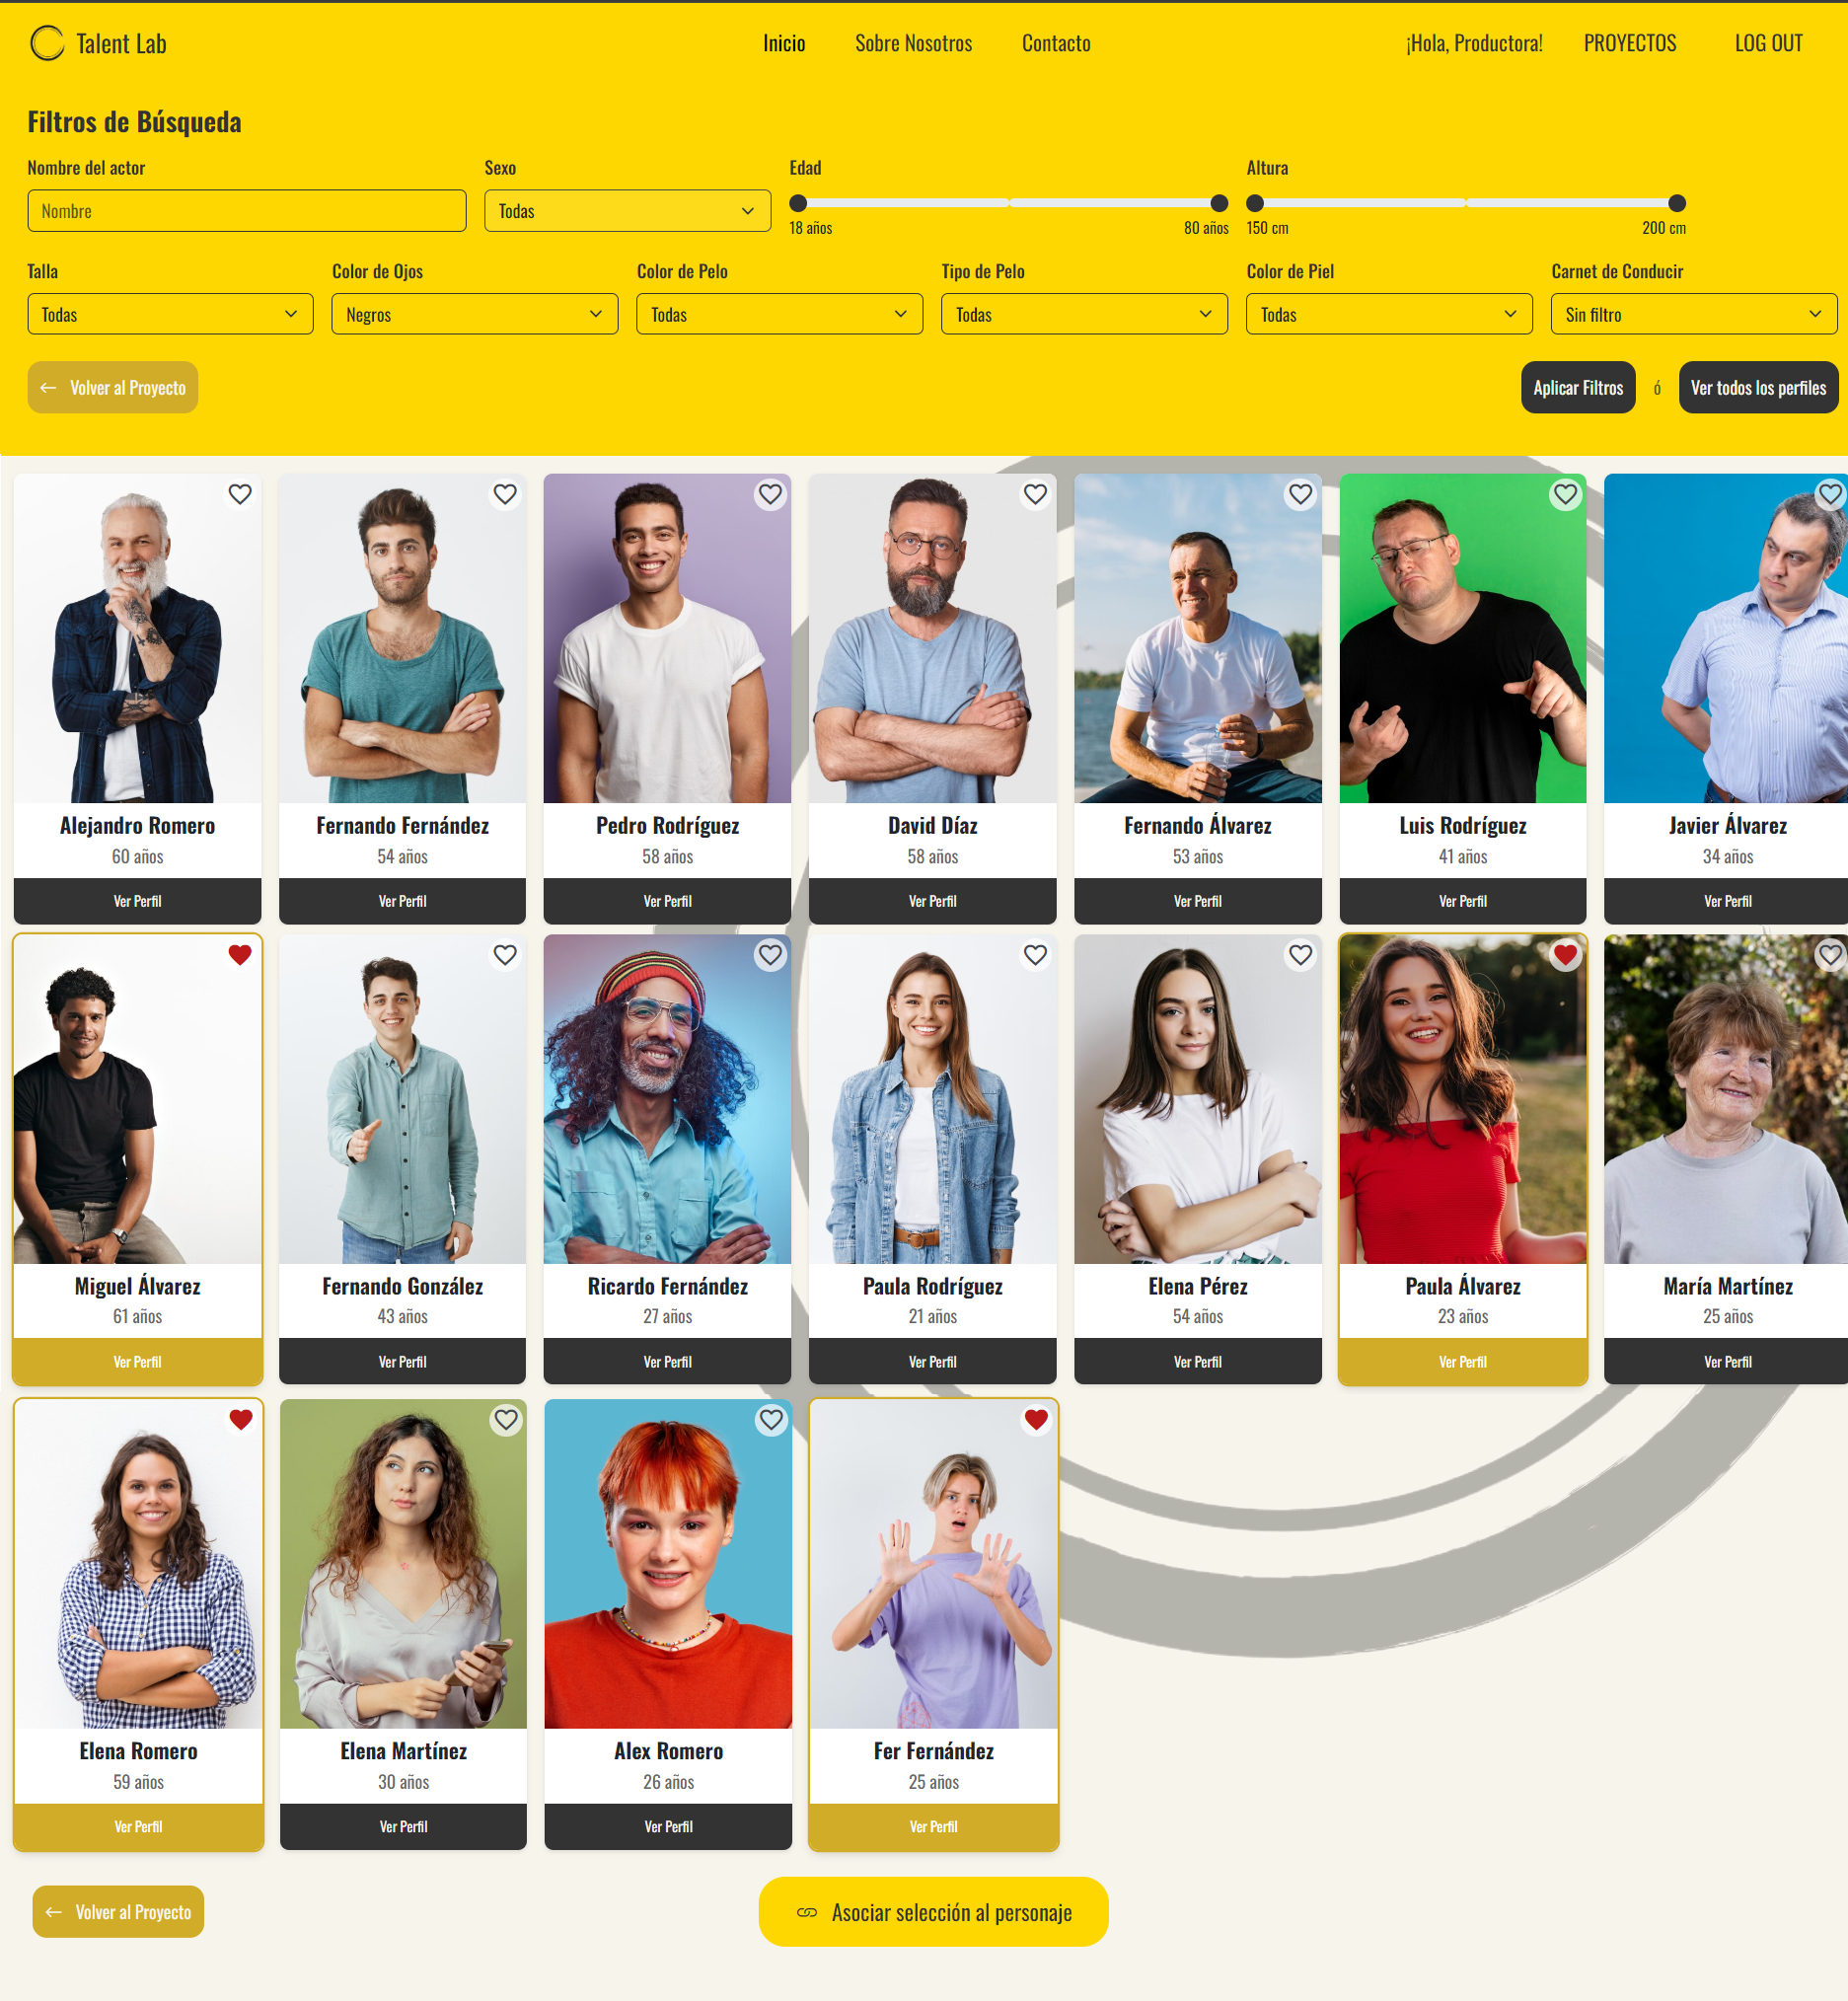 Talent Lab
Inicio
Sobre Nosotros
Contacto
¡Hola, Productora!
PROYECTOS
LOG OUT
Filtros de Búsqueda
Nombre del actor
Sexo
Edad
Altura
Nombre
Todas
18 años
80 años
150 cm
200 cm
Talla
Color de Ojos
Color de Pelo
Tipo de Pelo
Color de Piel
Carnet de Conducir
Todas
Negros
Todas
Todas
Todas
Sin filtro
Volver al Proyecto
Aplicar Filtros
ó
Ver todos los perfiles
Alejandro Romero
60 años
Ver Perfil
Fernando Fernández
54 años
Ver Perfil
Pedro Rodríguez
58 años
Ver Perfil
David Díaz
58 años
Ver Perfil
Fernando Álvarez
53 años
Ver Perfil
Luis Rodríguez
41 años
Ver Perfil
Javier Álvarez
34 años
Ver Perfil
Miguel Álvarez
61 años
Ver Perfil
Fernando González
43 años
Ver Perfil
Ricardo Fernández
27 años
Ver Perfil
Paula Rodríguez
21 años
Ver Perfil
Elena Pérez
54 años
Ver Perfil
Paula Álvarez
23 años
Ver Perfil
María Martínez
25 años
Ver Perfil
Elena Romero
59 años
Ver Perfil
Elena Martínez
30 años
Ver Perfil
Alex Romero
26 años
Ver Perfil
Fer Fernández
25 años
Ver Perfil
Volver al Proyecto
Asociar selección al personaje